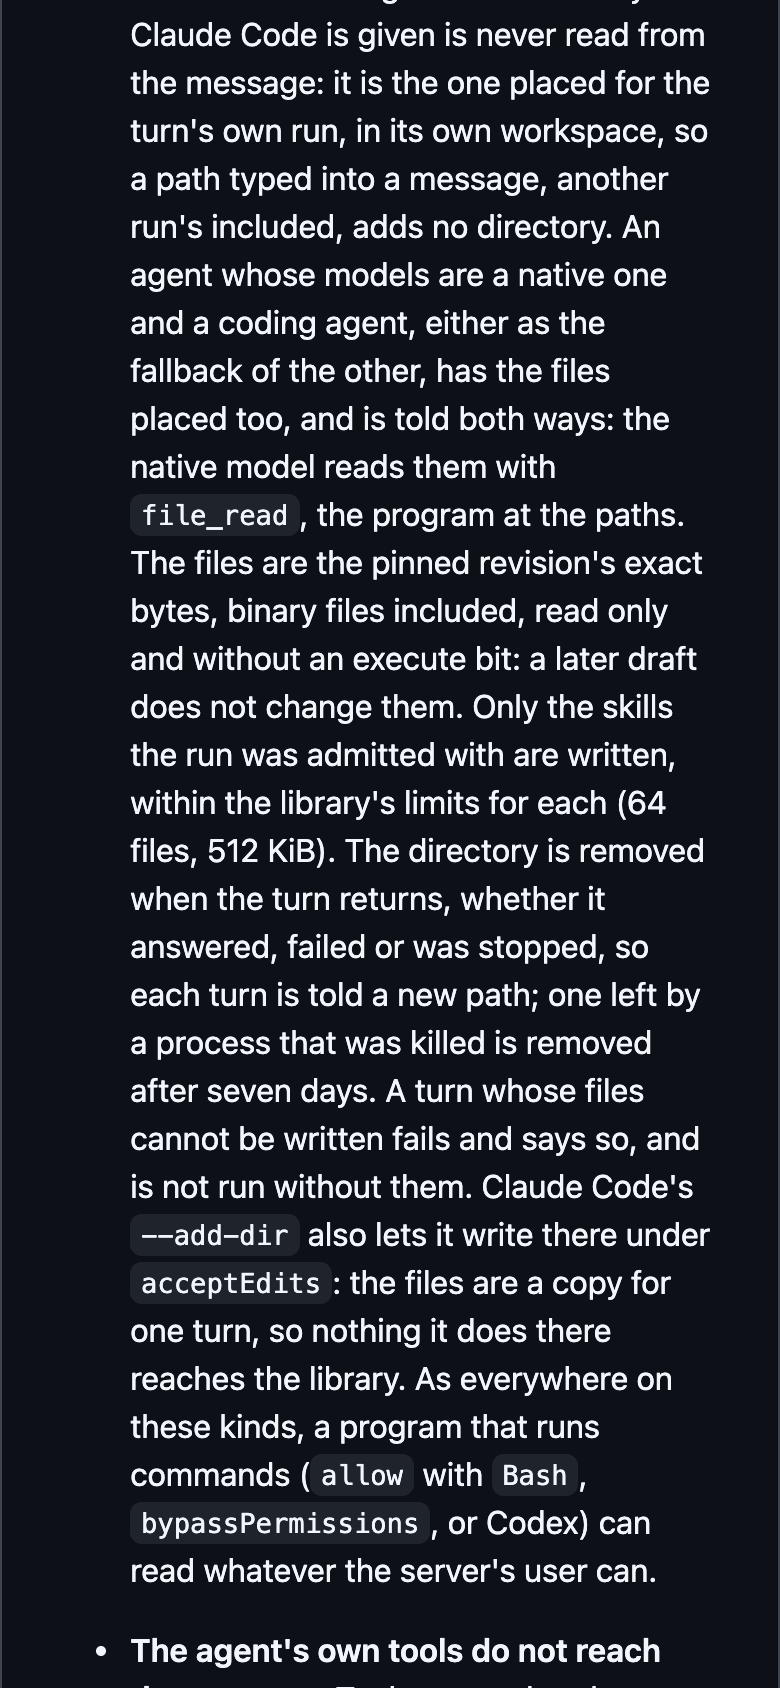 Claude Code is given is never read from
the message: it is the one placed for the
turn's own run, in its own workspace, so
a path typed into a message, another
run's included, adds no directory. An
agent whose models are a native one
and a coding agent, either as the
fallback of the other, has the files
placed too, and is told both ways: the
native model reads them with
file_read, the program at the paths.
The files are the pinned revision's exact
bytes, binary files included, read only
and without an execute bit: a later draft
does not change them. Only the skills
the run was admitted with are written,
within the library's limits for each (64
files, 512 KiB). The directory is removed
when the turn returns, whether it
answered, failed or was stopped, so
each turn is told a new path; one left by
a process that was killed is removed
after seven days. A turn whose files
cannot be written fails and says so, and
is not run without them. Claude Code's
--add-dir also lets it write there under
acceptEdits: the files are a copy for
one turn, so nothing it does there
reaches the library. As everywhere on
these kinds, a program that runs
commands (allow with Bash,
bypassPermissions, or Codex) can
read whatever the server's user can.
• The agent's own tools do not reach